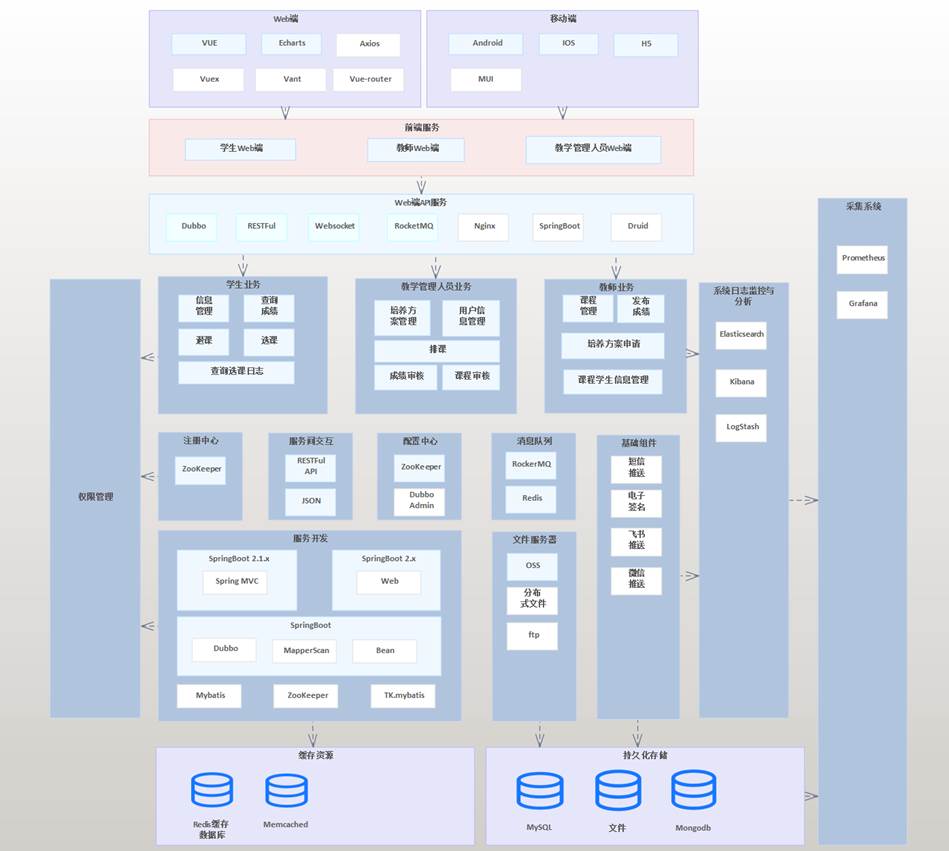 Web端
VUE
Echarts
Axios
Vuex
Vant
Vue-router
移动端
Android
IOS
H5
MUI
前端服务
学生Web端
教师Web端
教学管理人员Web端
Web端API服务
Dubbo
RESTFul
Websocket
RocketMQ
Nginx
SpringBoot
Druid
权限管理
学生业务
信息
管理
查询
成绩
退课
选课
查询选课日志
教学管理人员业务
培养方
案管理
用户信
息管理
排课
成绩审核
课程审核
教师业务
课程
管理
发布
成绩
培养方案申请
课程学生信息管理
系统日志监控与
分析
Elasticsearch
Kibana
LogStash
采集系统
Prometheus
Grafana
注册中心
ZooKeeper
服务间交互
RESTFul
API
JSON
配置中心
ZooKeeper
Dubbo
Admin
消息队列
RockerMQ
Redis
基础组件
短信
推送
电子
签名
飞书
推送
微信
推送
服务开发
SpringBoot 2.1.x
Spring MVC
SpringBoot 2.x
Web
SpringBoot
Dubbo
MapperScan
Bean
Mybatis
ZooKeeper
TK.mybatis
文件服务器
OSS
分布
式文件
ftp
缓存资源
Redis缓存
数据库
Memcached
持久化存储
MySQL
文件
Mongodb